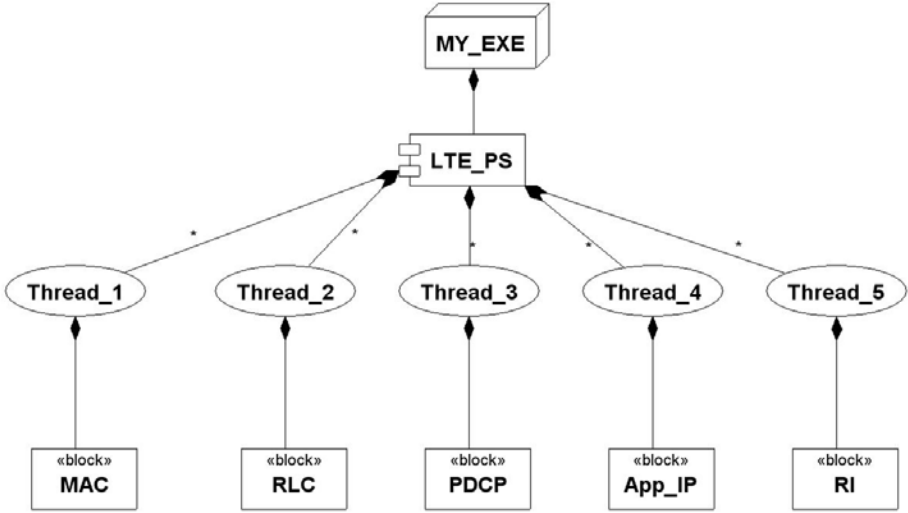 MY_EXE
LTE_PS
* * * * *
Thread_1 Thread_2 Thread_3 Thread_4 Thread_5
«block» «block» «block» «block» «block»
MAC RLC PDCP App_IP RI